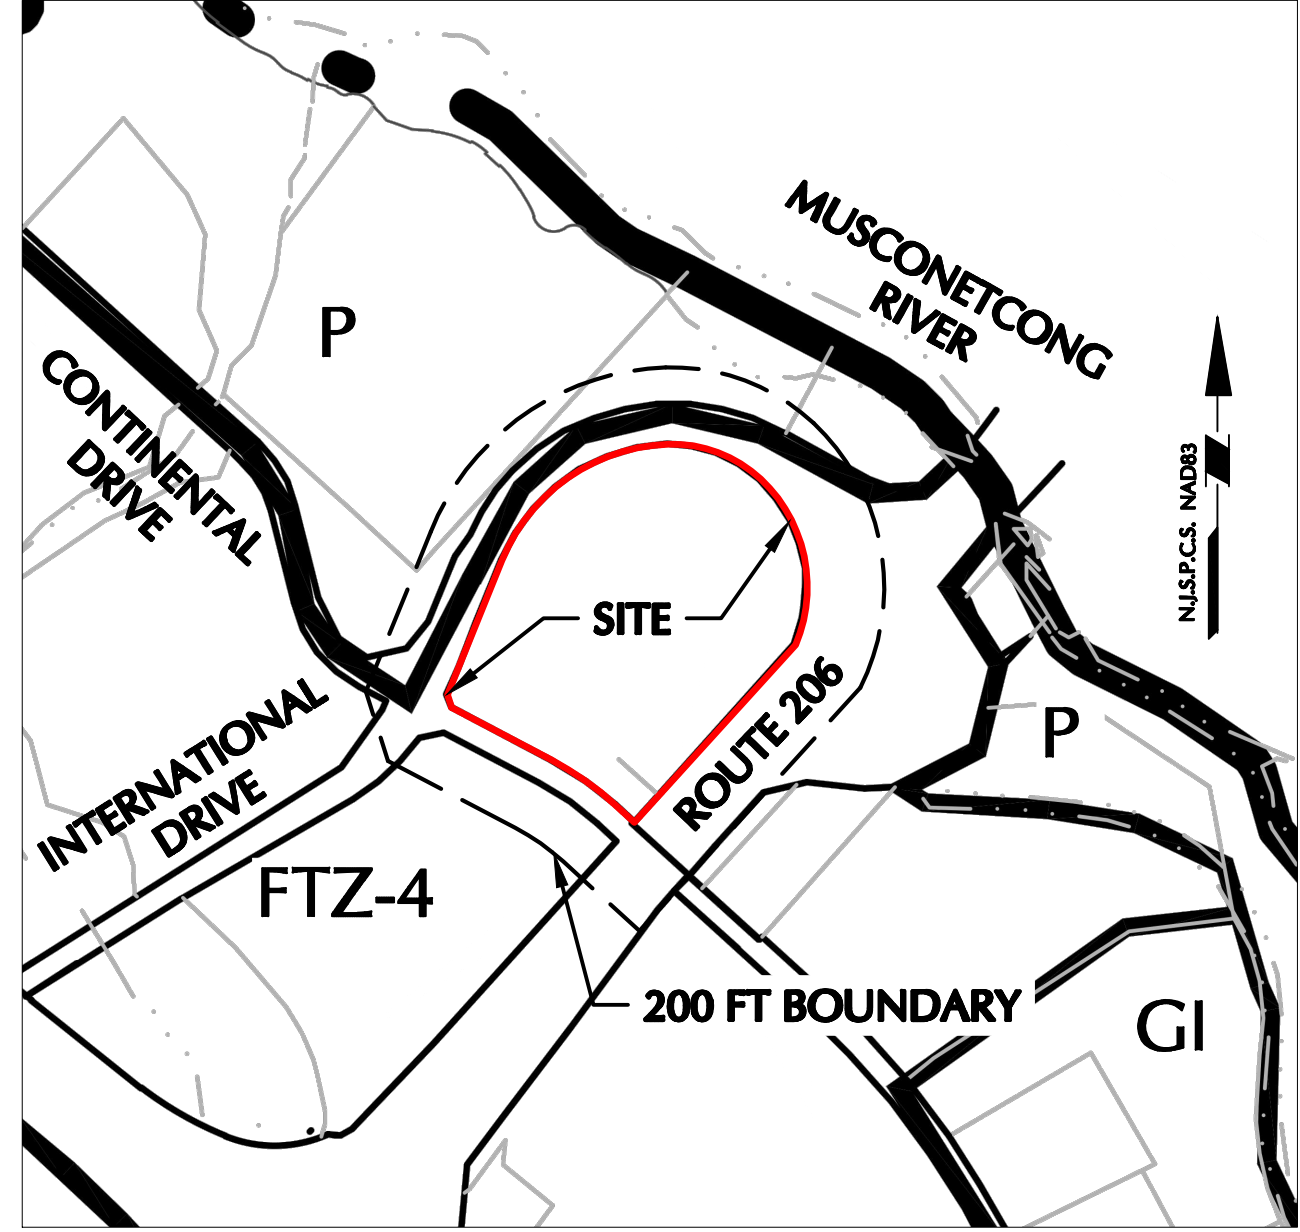 MUSCONETCONG
RIVER
P
CONTINENTAL
DRIVE
N.J.S.P.C.S. NAD83
SITE
INTERNATIONAL
DRIVE
ROUTE 206
P
FTZ-4
200 FT BOUNDARY
GI